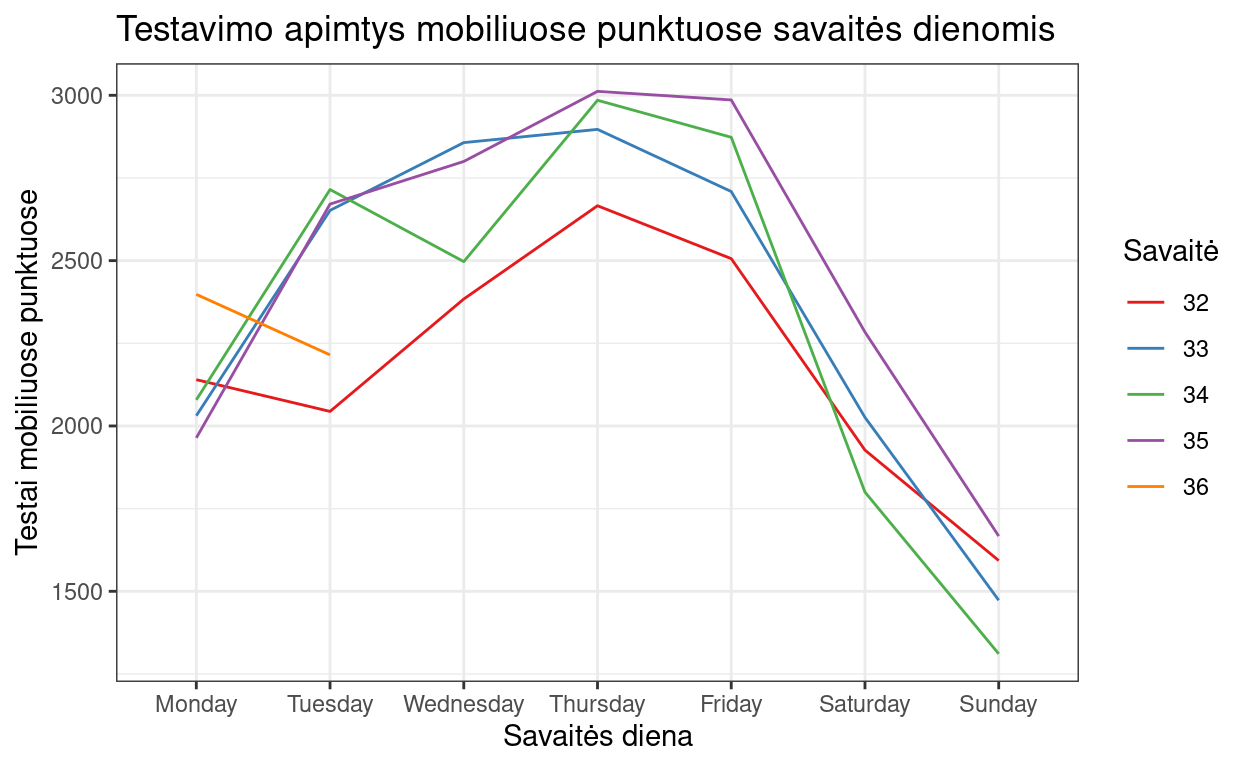 Testavimo apimtys mobiliuose punktuose savaitės dienomis
Testai mobiliuose punktuose
3000
2500
2000
1500
Monday Tuesday Wednesday Thursday Friday Saturday Sunday
Savaitės diena
Savaitė
32
33
34
35
36